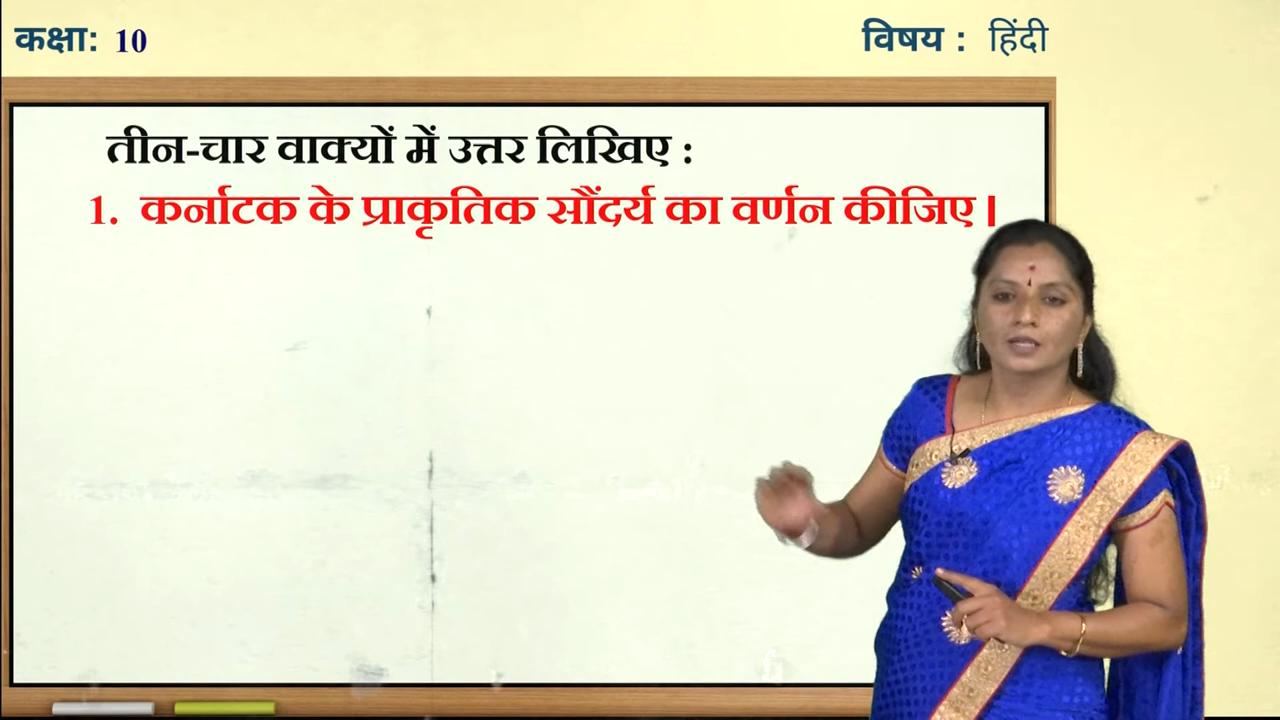 कक्षा: 10
विषय : हिंदी
तीन-चार वाक्यों में उत्तर लिखिए :
1. कर्नाटक के प्राकृतिक सौंदर्य का वर्णन कीजिए।